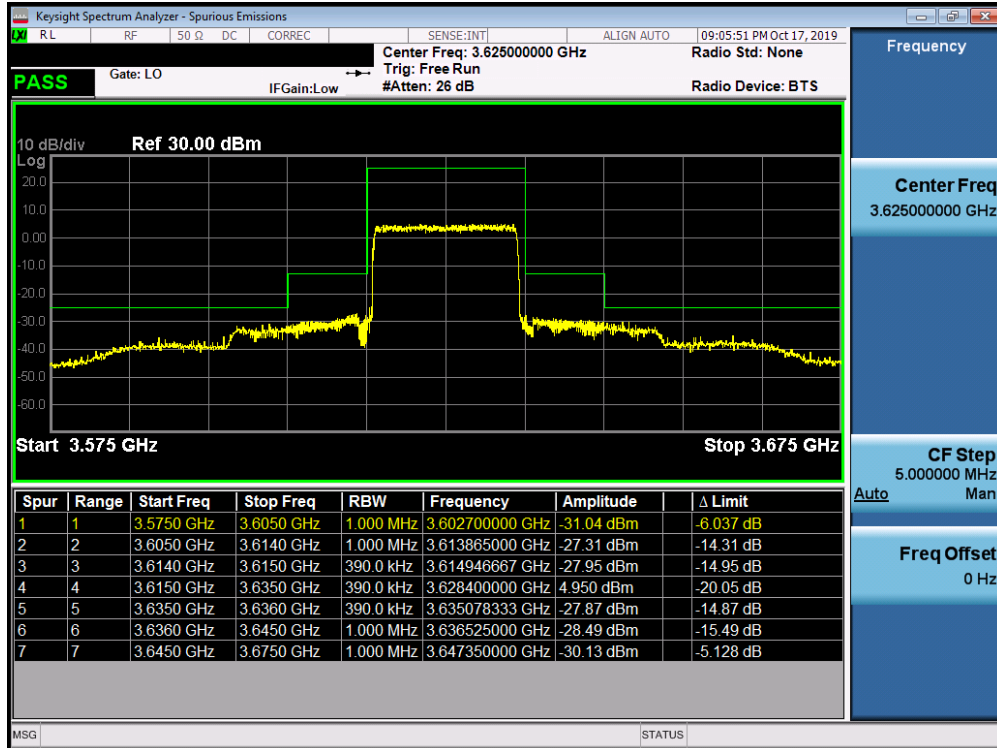 Keysight Spectrum Analyzer - Spurious Emissions
LXI RL RF 50 Ω DC CORREC SENSE:INT ALIGN AUTO 09:05:51 PM Oct 17, 2019
Center Freq: 3.625000000 GHz Radio Std: None
PASS Gate: LO Trig: Free Run
IFGain:Low #Atten: 26 dB Radio Device: BTS
10 dB/div Ref 30.00 dBm
Log
20.0
10.0
0.00
-10.0
-20.0
-30.0
-40.0
-50.0
-60.0
Start 3.575 GHz Stop 3.675 GHz
Spur Range Start Freq Stop Freq RBW Frequency Amplitude Δ Limit
1 1 3.5750 GHz 3.6050 GHz 1.000 MHz 3.602700000 GHz -31.04 dBm -6.037 dB
2 2 3.6050 GHz 3.6140 GHz 1.000 MHz 3.613865000 GHz -27.31 dBm -14.31 dB
3 3 3.6140 GHz 3.6150 GHz 390.0 kHz 3.614946667 GHz -27.95 dBm -14.95 dB
4 4 3.6150 GHz 3.6350 GHz 390.0 kHz 3.628400000 GHz 4.950 dBm -20.05 dB
5 5 3.6350 GHz 3.6360 GHz 390.0 kHz 3.635078333 GHz -27.87 dBm -14.87 dB
6 6 3.6360 GHz 3.6450 GHz 1.000 MHz 3.636525000 GHz -28.49 dBm -15.49 dB
7 7 3.6450 GHz 3.6750 GHz 1.000 MHz 3.647350000 GHz -30.13 dBm -5.128 dB
MSG STATUS
Frequency
Center Freq
3.625000000 GHz
CF Step
5.000000 MHz
Auto Man
Freq Offset
0 Hz